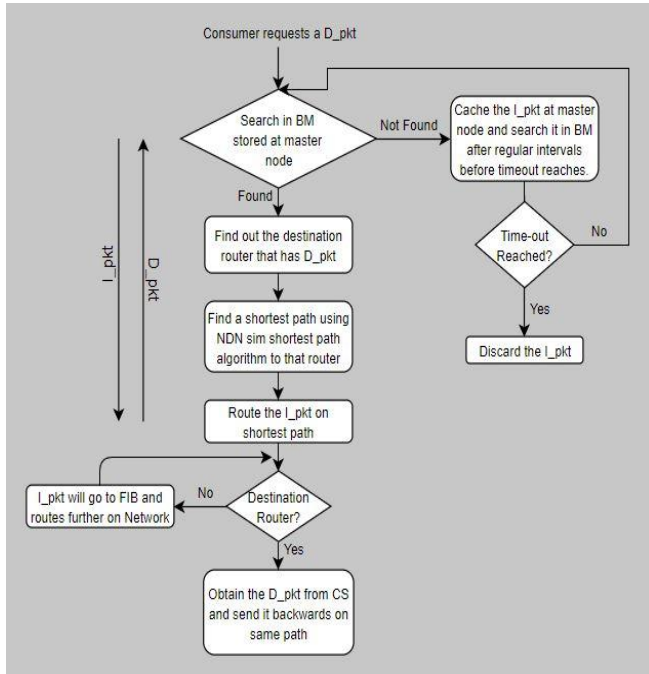 Consumer requests a D_pkt
Search in BM
stored at master
node
Not Found
Cache the I_pkt at master
node and search it in BM
after regular intervals
before timeout reaches.
Found
Time-out
Reached?
No
Yes
Discard the I_pkt
I_pkt
D_pkt
Find out the destination
router that has D_pkt
Find a shortest path using
NDN sim shortest path
algorithm to that router
Route the I_pkt on
shortest path
Destination
Router?
No
I_pkt will go to FIB and
routes further on Network
Yes
Obtain the D_pkt from CS
and send it backwards on
same path